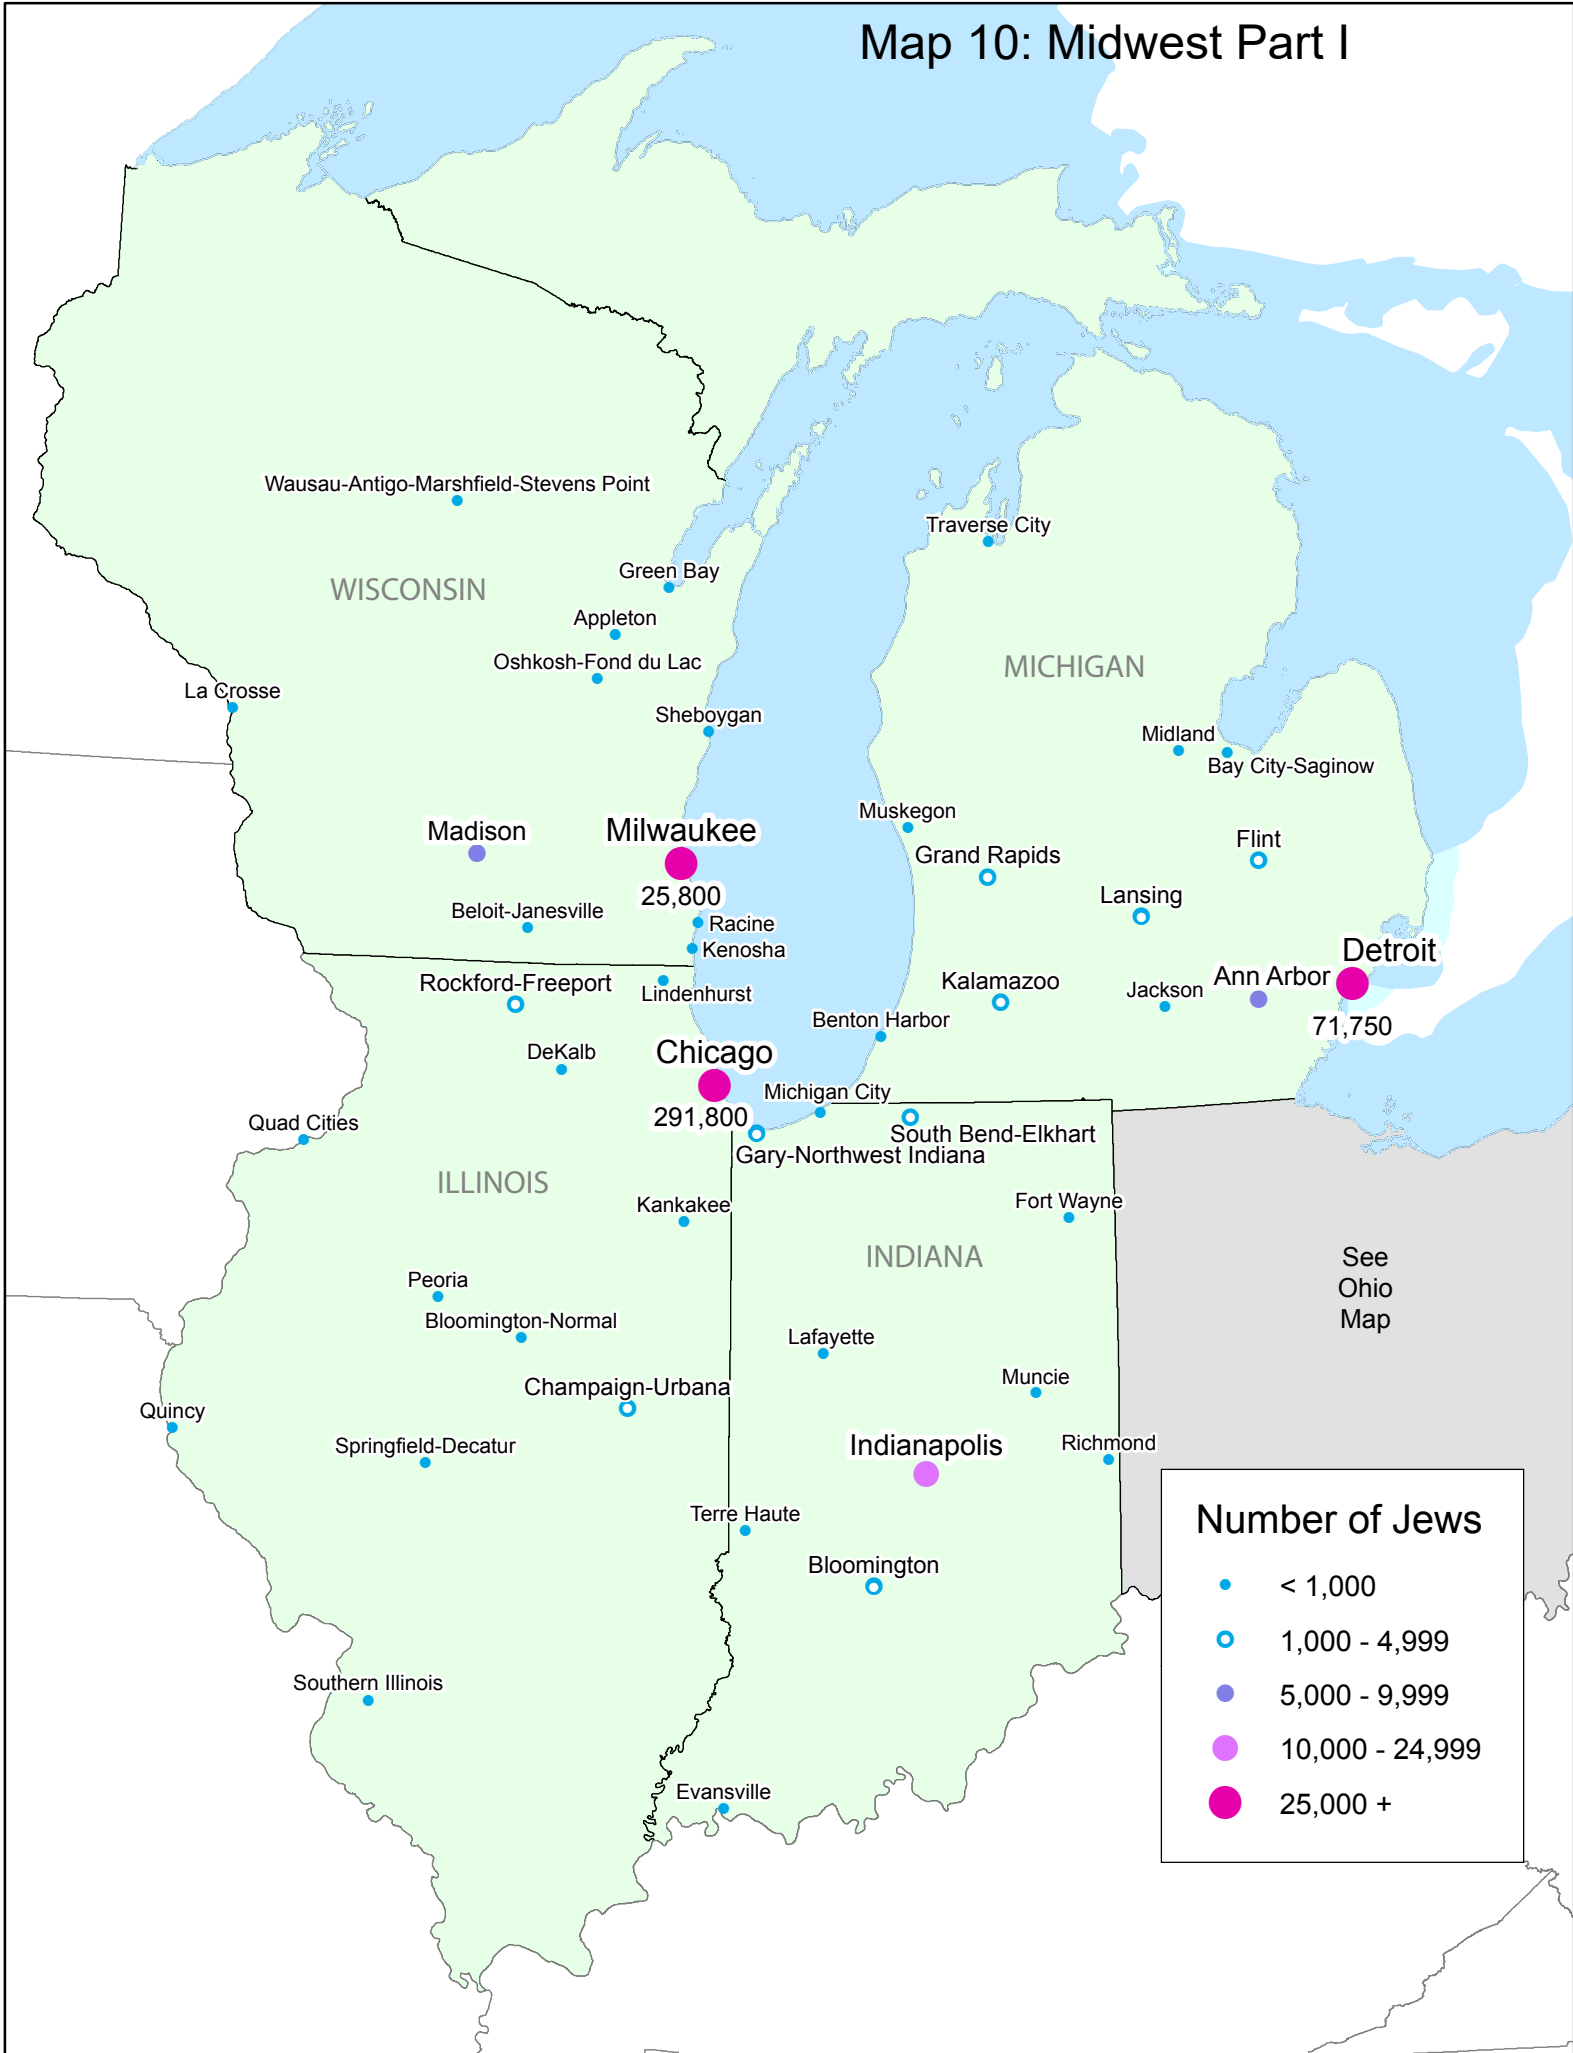 Map 10: Midwest Part I
Wausau-Antigo-Marshfield-Stevens Point
Traverse City
Green Bay
WISCONSIN
Appleton
Oshkosh-Fond du Lac
MICHIGAN
La Crosse
Sheboygan
Midland
Bay City-Saginow
Muskegon
Madison
Milwaukee
25,800
Grand Rapids
Flint
Lansing
Beloit-Janesville
Racine
Kenosha
Detroit
71,750
Ann Arbor
Rockford-Freeport
Lindenhurst
Kalamazoo
Jackson
Benton Harbor
DeKalb
Chicago
291,800
Michigan City
Quad Cities
South Bend-Elkhart
Gary-Northwest Indiana
ILLINOIS
Kankakee
Fort Wayne
INDIANA
See
Ohio
Map
Peoria
Bloomington-Normal
Lafayette
Muncie
Champaign-Urbana
Quincy
Springfield-Decatur
Indianapolis
Richmond
Terre Haute
Bloomington
Southern Illinois
Evansville
Number of Jews
< 1,000
1,000 - 4,999
5,000 - 9,999
10,000 - 24,999
25,000 +